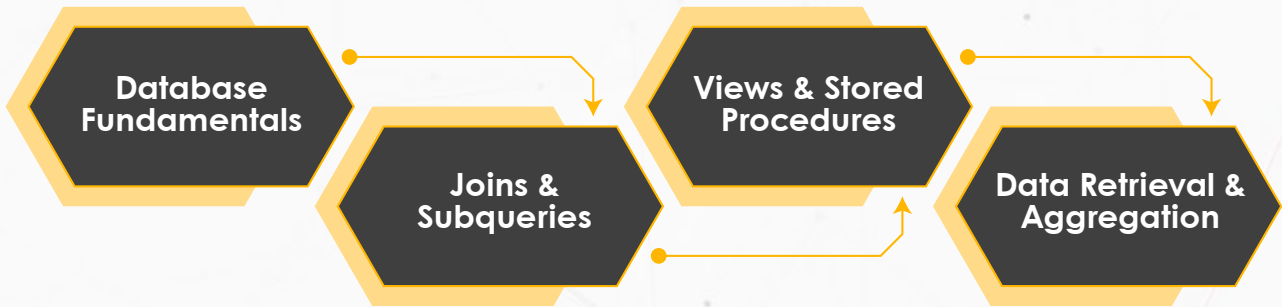 Database
Fundamentals
Joins &
Subqueries
Views & Stored
Procedures
Data Retrieval &
Aggregation